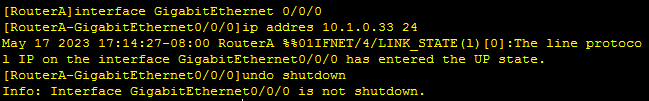 [RouterA]interface GigabitEthernet 0/0/0
[RouterA-GigabitEthernet0/0/0]ip addres 10.1.0.33 24
May 17 2023 17:14:27-08:00 RouterA %%01IFNET/4/LINK_STATE(l)[0]:The line protoco
l IP on the interface GigabitEthernet0/0/0 has entered the UP state.
[RouterA-GigabitEthernet0/0/0]undo shutdown
Info: Interface GigabitEthernet0/0/0 is not shutdown.